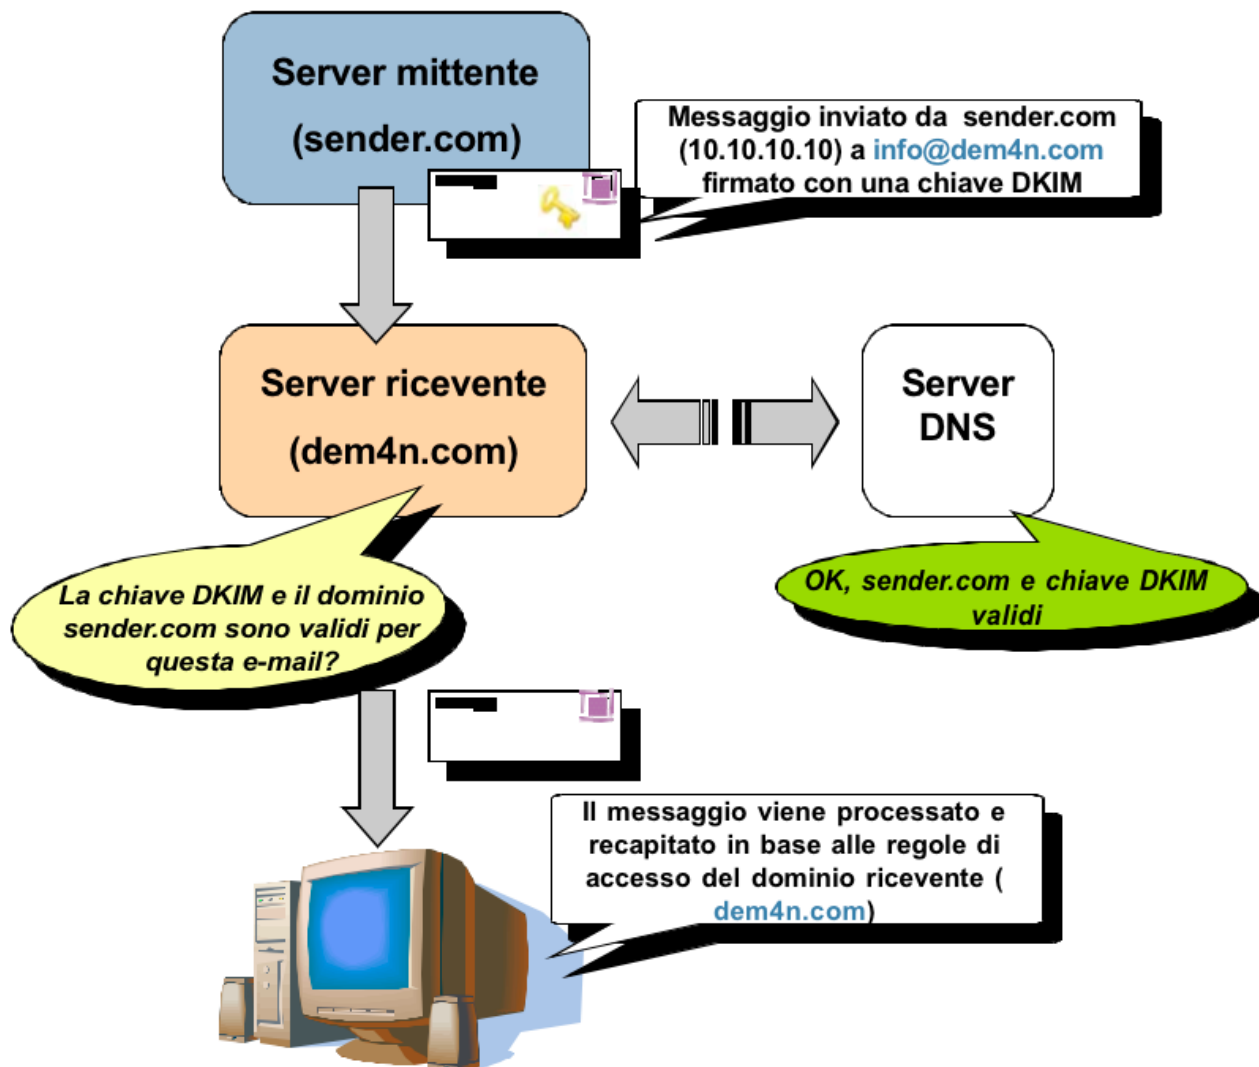 Server mittente
(sender.com)
Messaggio inviato da sender.com
(10.10.10.10) a info@dem4n.com
firmato con una chiave DKIM
Server ricevente
(dem4n.com)
Server
DNS
La chiave DKIM e il dominio
sender.com sono validi per
questa e-mail?
OK, sender.com e chiave DKIM
validi
Il messaggio viene processato e
recapitato in base alle regole di
accesso del dominio ricevente (
dem4n.com)